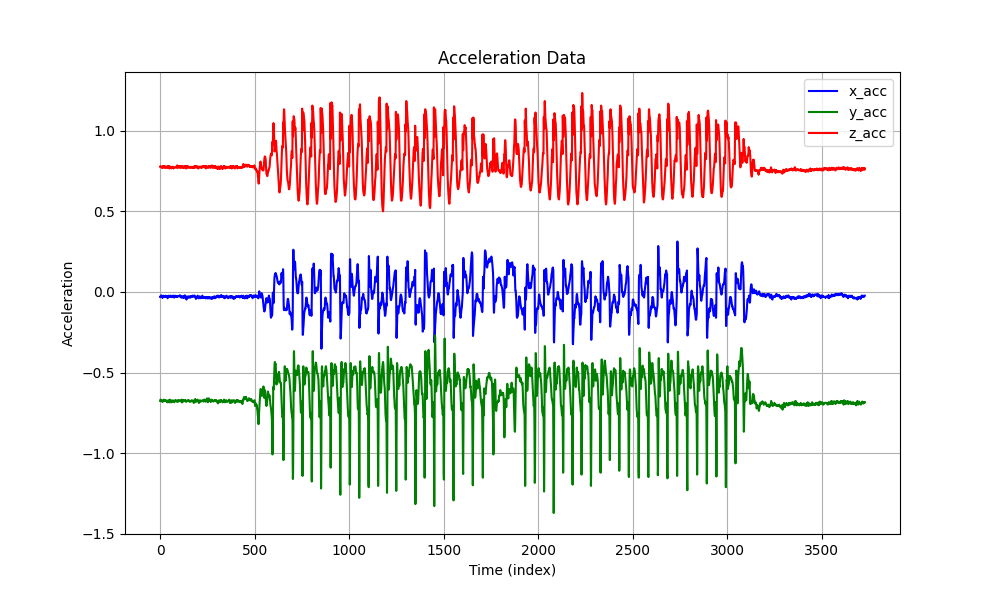 Acceleration Data
x_acc
y_acc
z_acc
1.0
0.5
0.0
−0.5
−1.0
−1.5
Acceleration
0 500 1000 1500 2000 2500 3000 3500
Time (index)